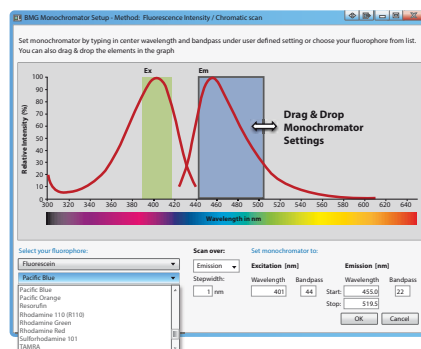 BMG Monochromator Setup - Method: Fluorescence Intensity / Chromatic scan
Set monochromator by typing in center wavelength and bandpass under user defined setting or choose your fluorophore from list.
You can also drag & drop the elements in the graph
Ex
Em
Relative Intensity (%)
100
90
80
70
60
50
40
30
20
10
0
Drag & Drop
Monochromator
Settings
300 320 340 360 380 400 420 440 460 480 500 520 540 560 580 600 620 640
Wavelength in nm
Select your fluorophore:
Fluorescein
Pacific Blue
Pacific Blue
Pacific Orange
Resorufin
Rhodamine 110 (R110)
Rhodamine Green
Rhodamine Red
Sulforhodamine 101
TAMRA
Scan over:
Emission
Stepwidth:
1 nm
Set monochromator to:
Excitation [nm]
Wavelength Bandpass
401 44
Emission [nm]
Wavelength Bandpass
Start: 455.0 22
Stop: 519.5
OK Cancel